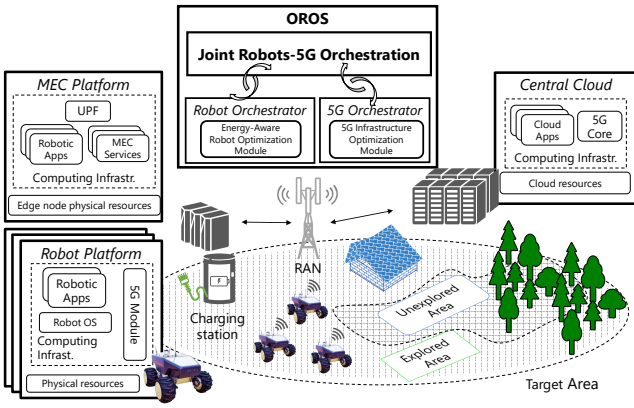 OROS
Joint Robots-5G Orchestration
Robot Orchestrator
Energy-Aware
Robot Optimization
Module
5G Orchestrator
5G Infrastructure
Optimization
Module
MEC Platform
UPF
Robotic
Apps
MEC
Services
Computing Infrastr.
Edge node physical resources
Central Cloud
Cloud
Apps
5G
Core
Computing Infrastr.
Cloud resources
Robot Platform
Robotic
Apps
Robot OS
Computing
Infrast.
5G Module
Physical resources
Charging
station
RAN
Unexplored
Area
Explored
Area
Target Area